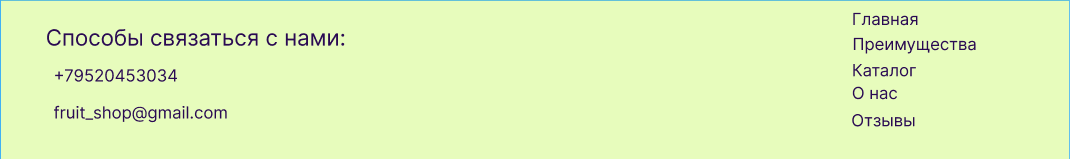 Способы связаться с нами:
+79520453034
fruit_shop@gmail.com
Главная
Преимущества
Каталог
О нас
Отзывы